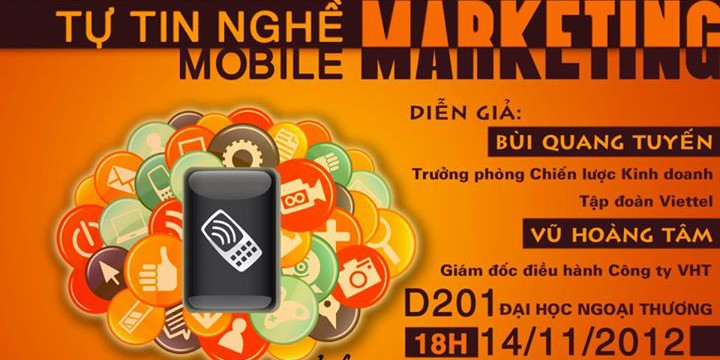 TỰ TIN NGHỀ
MOBILE MARKETING
DIỄN GIẢ:
BÙI QUANG TUYẾN
Trưởng phòng Chiến lược Kinh doanh
Tập đoàn Viettel
VŨ HOÀNG TÂM
Giám đốc điều hành Công ty VHT
D201 ĐẠI HỌC NGOẠI THƯƠNG
18H 14/11/2012